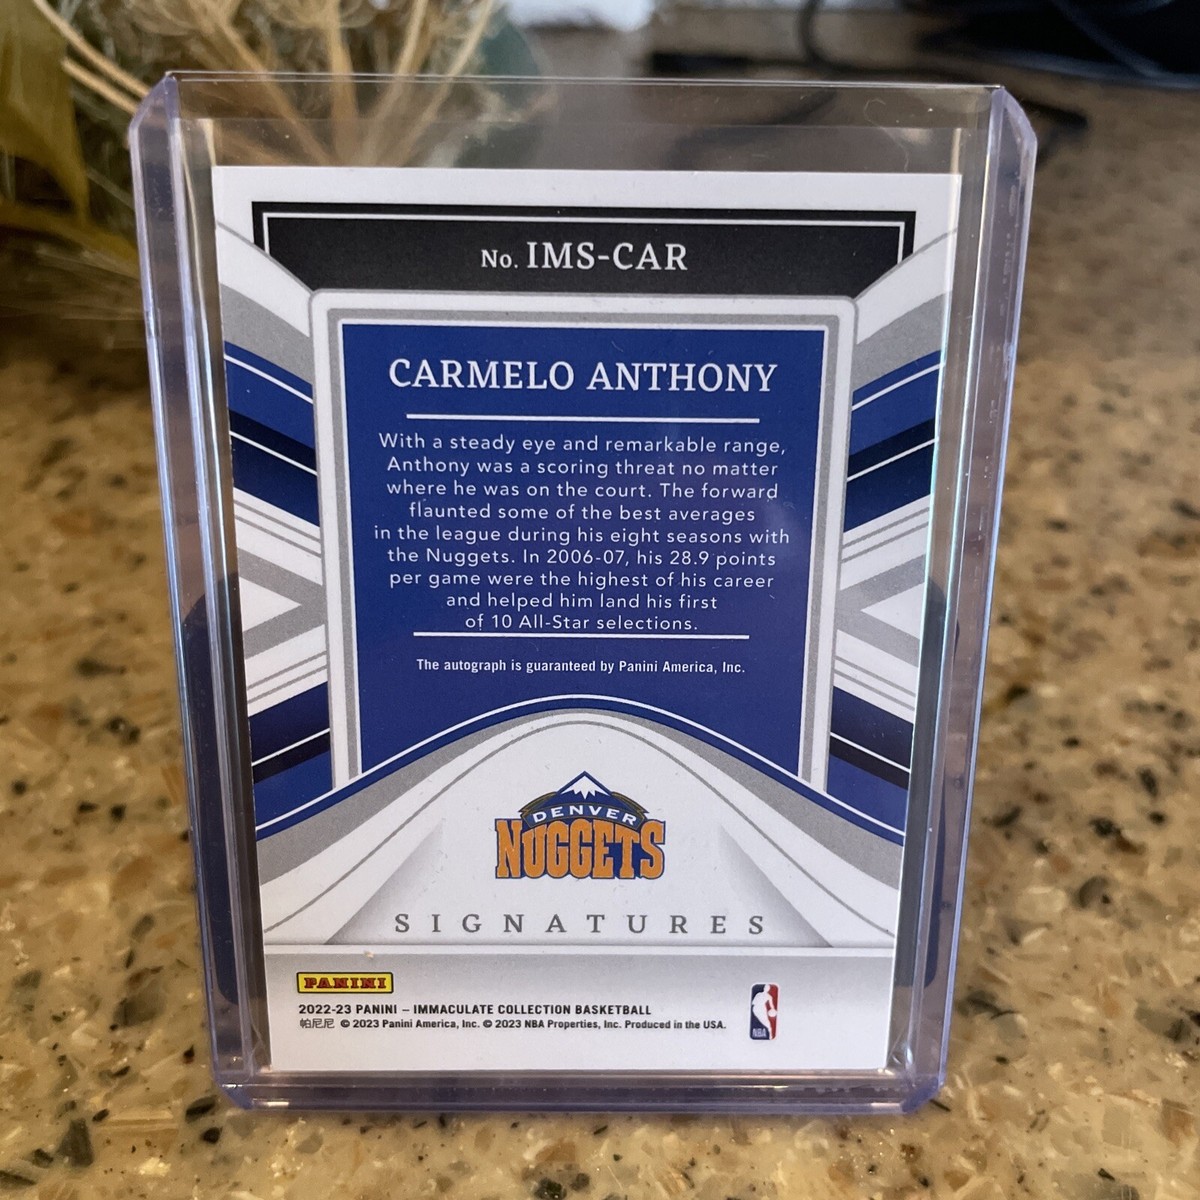 No. IMS-CAR
CARMELO ANTHONY
With a steady eye and remarkable range,
Anthony was a scoring threat no matter
where he was on the court. The forward
flaunted some of the best averages
in the league during his eight seasons with
the Nuggets. In 2006-07, his 28.9 points
per game were the highest of his career
and helped him land his first
of 10 All-Star selections.
The autograph is guaranteed by Panini America, Inc.
DENVER
NUGGETS
SIGNATURES
PANINI
2022-23 PANINI – IMMACULATE COLLECTION BASKETBALL
帕尼尼 © 2023 Panini America, Inc. © 2023 NBA Properties, Inc. Produced in the USA.
NBA